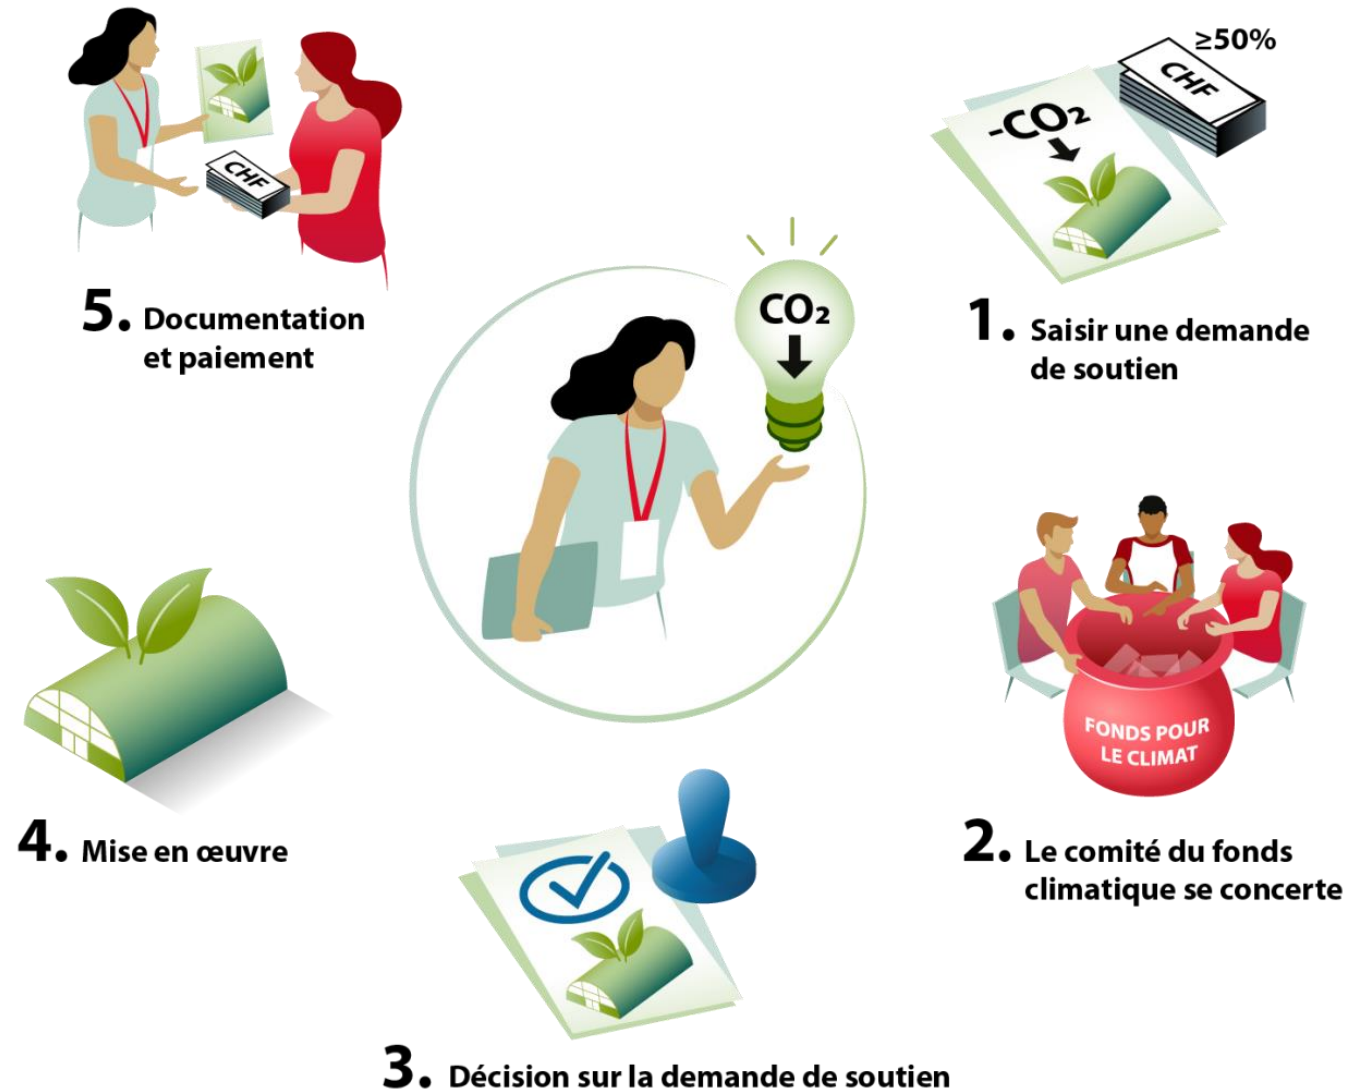 ≥50%
CHF
-CO₂
1. Saisir une demande
de soutien
FONDS POUR
LE CLIMAT
2. Le comité du fonds
climatique se concerte
3. Décision sur la demande de soutien
4. Mise en œuvre
CHF
5. Documentation
et paiement
CO₂